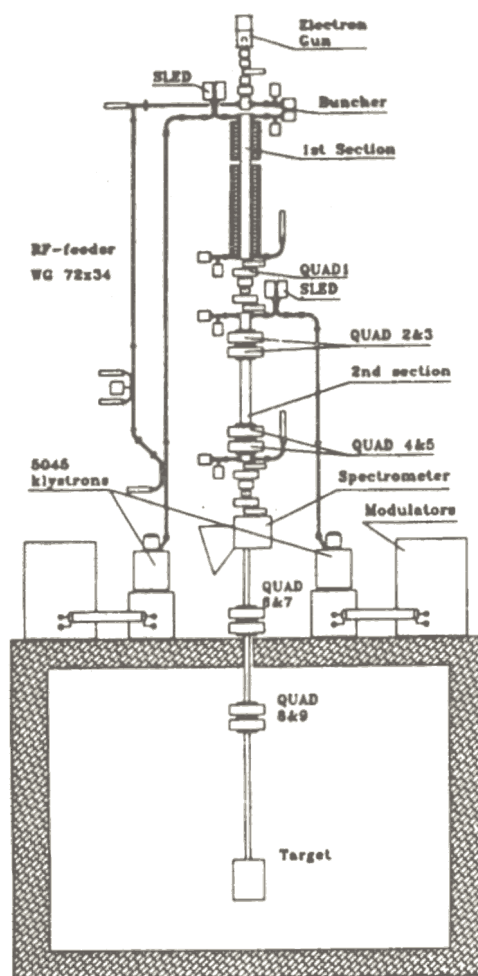 Electron
Gun
SLED
Buncher
1st Section
RF-feeder
WG 72x34
QUAD1
SLED
QUAD 2&3
2nd section
QUAD 4&5
5045
klystrons
Spectrometer
Modulators
QUAD
6&7
QUAD
8&9
Target